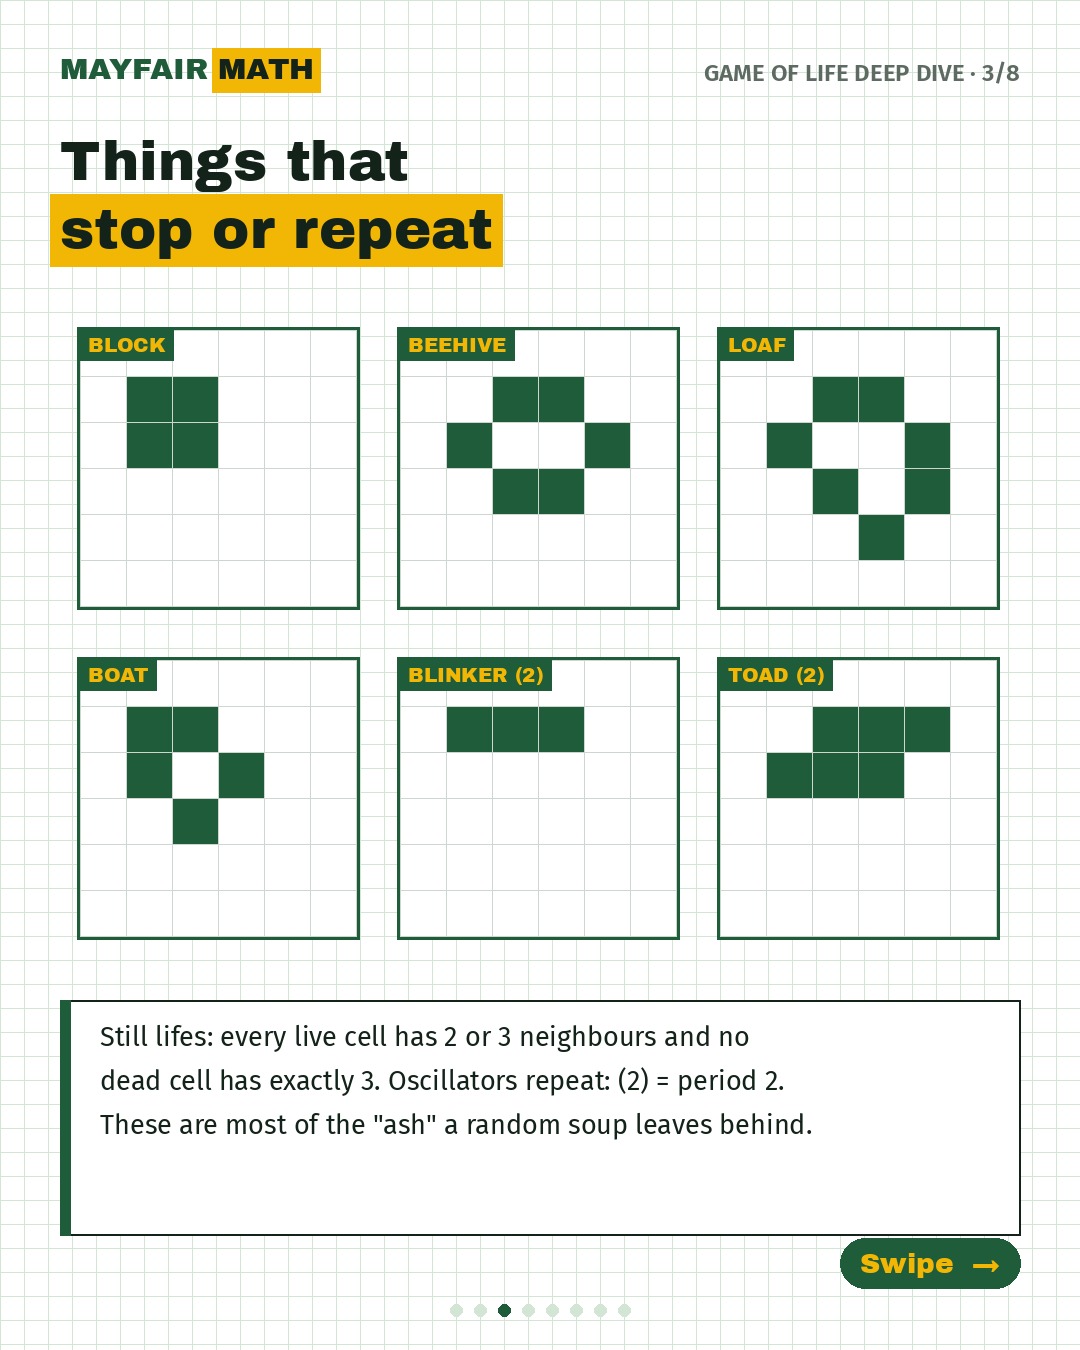 MAYFAIR MATH
GAME OF LIFE DEEP DIVE · 3/8
Things that
stop or repeat
BLOCK
BEEHIVE
LOAF
BOAT
BLINKER (2)
TOAD (2)
Still lifes: every live cell has 2 or 3 neighbours and no
dead cell has exactly 3. Oscillators repeat: (2) = period 2.
These are most of the "ash" a random soup leaves behind.
Swipe →